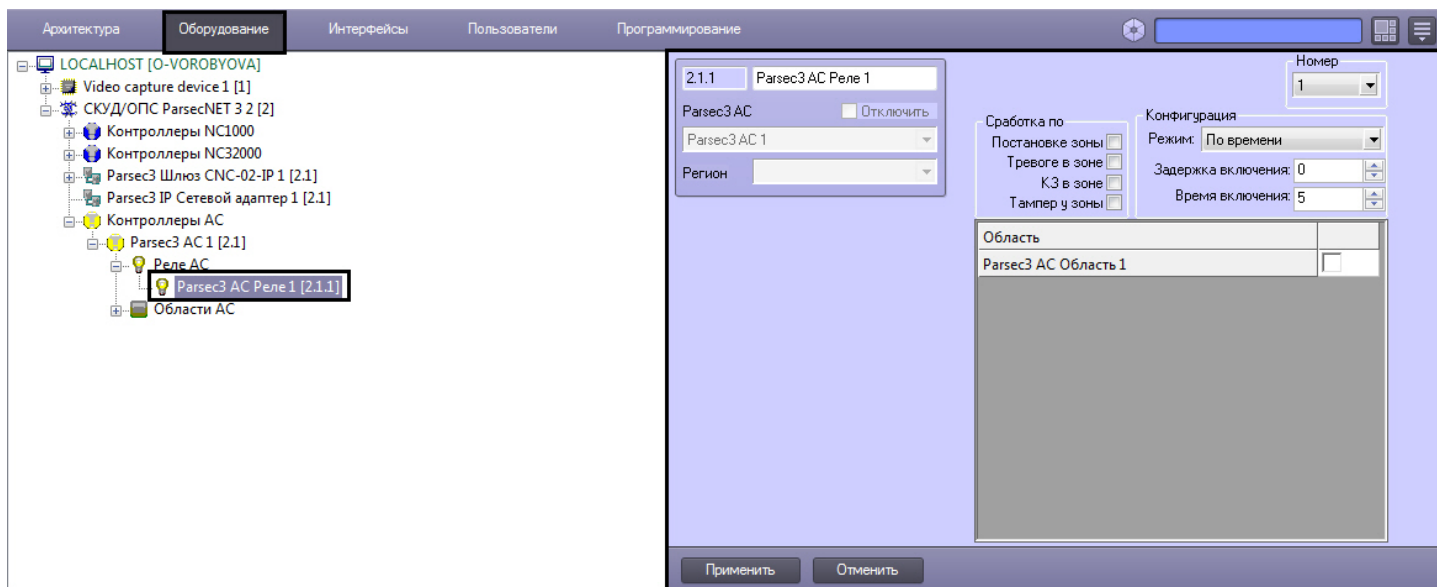 Архитектура Оборудование Интерфейсы Пользователи Программирование
LOCALHOST [O-VOROBYOVA]
Video capture device 1 [1]
СКУД/ОПС ParsecNET 3 2 [2]
Контроллеры NC1000
Контроллеры NC32000
Parsec3 Шлюз CNC-02-IP 1 [2.1]
Parsec3 IP Сетевой адаптер 1 [2.1]
Контроллеры AC
Parsec3 AC 1 [2.1]
Реле AC
Parsec3 AC Реле 1 [2.1.1]
Области AC
2.1.1 Parsec3 AC Реле 1
Parsec3 AC Отключить
Parsec3 AC 1
Регион
Номер
1
Сработка по
Постановке зоны
Тревоге в зоне
КЗ в зоне
Тампер у зоны
Конфигурация
Режим: По времени
Задержка включения: 0
Время включения: 5
Область
Parsec3 AC Область 1
Применить Отменить